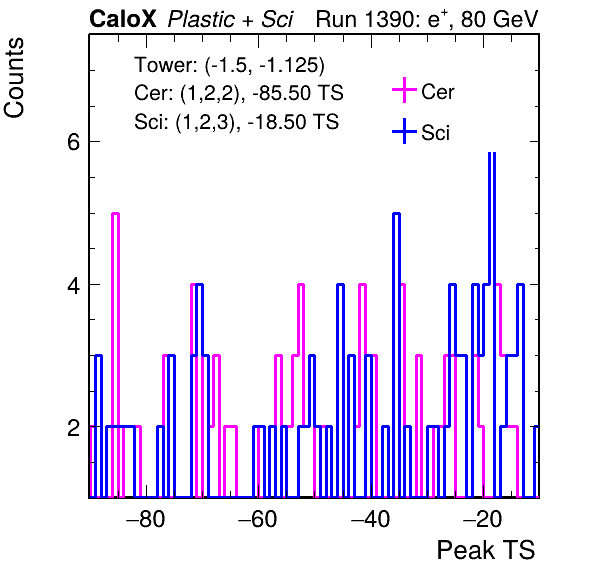 CaloX Plastic + Sci Run 1390: e+, 80 GeV
Counts
Tower: (-1.5, -1.125)
Cer: (1,2,2), -85.50 TS
Sci: (1,2,3), -18.50 TS
Cer
Sci
6
4
2
−80 −60 −40 −20
Peak TS